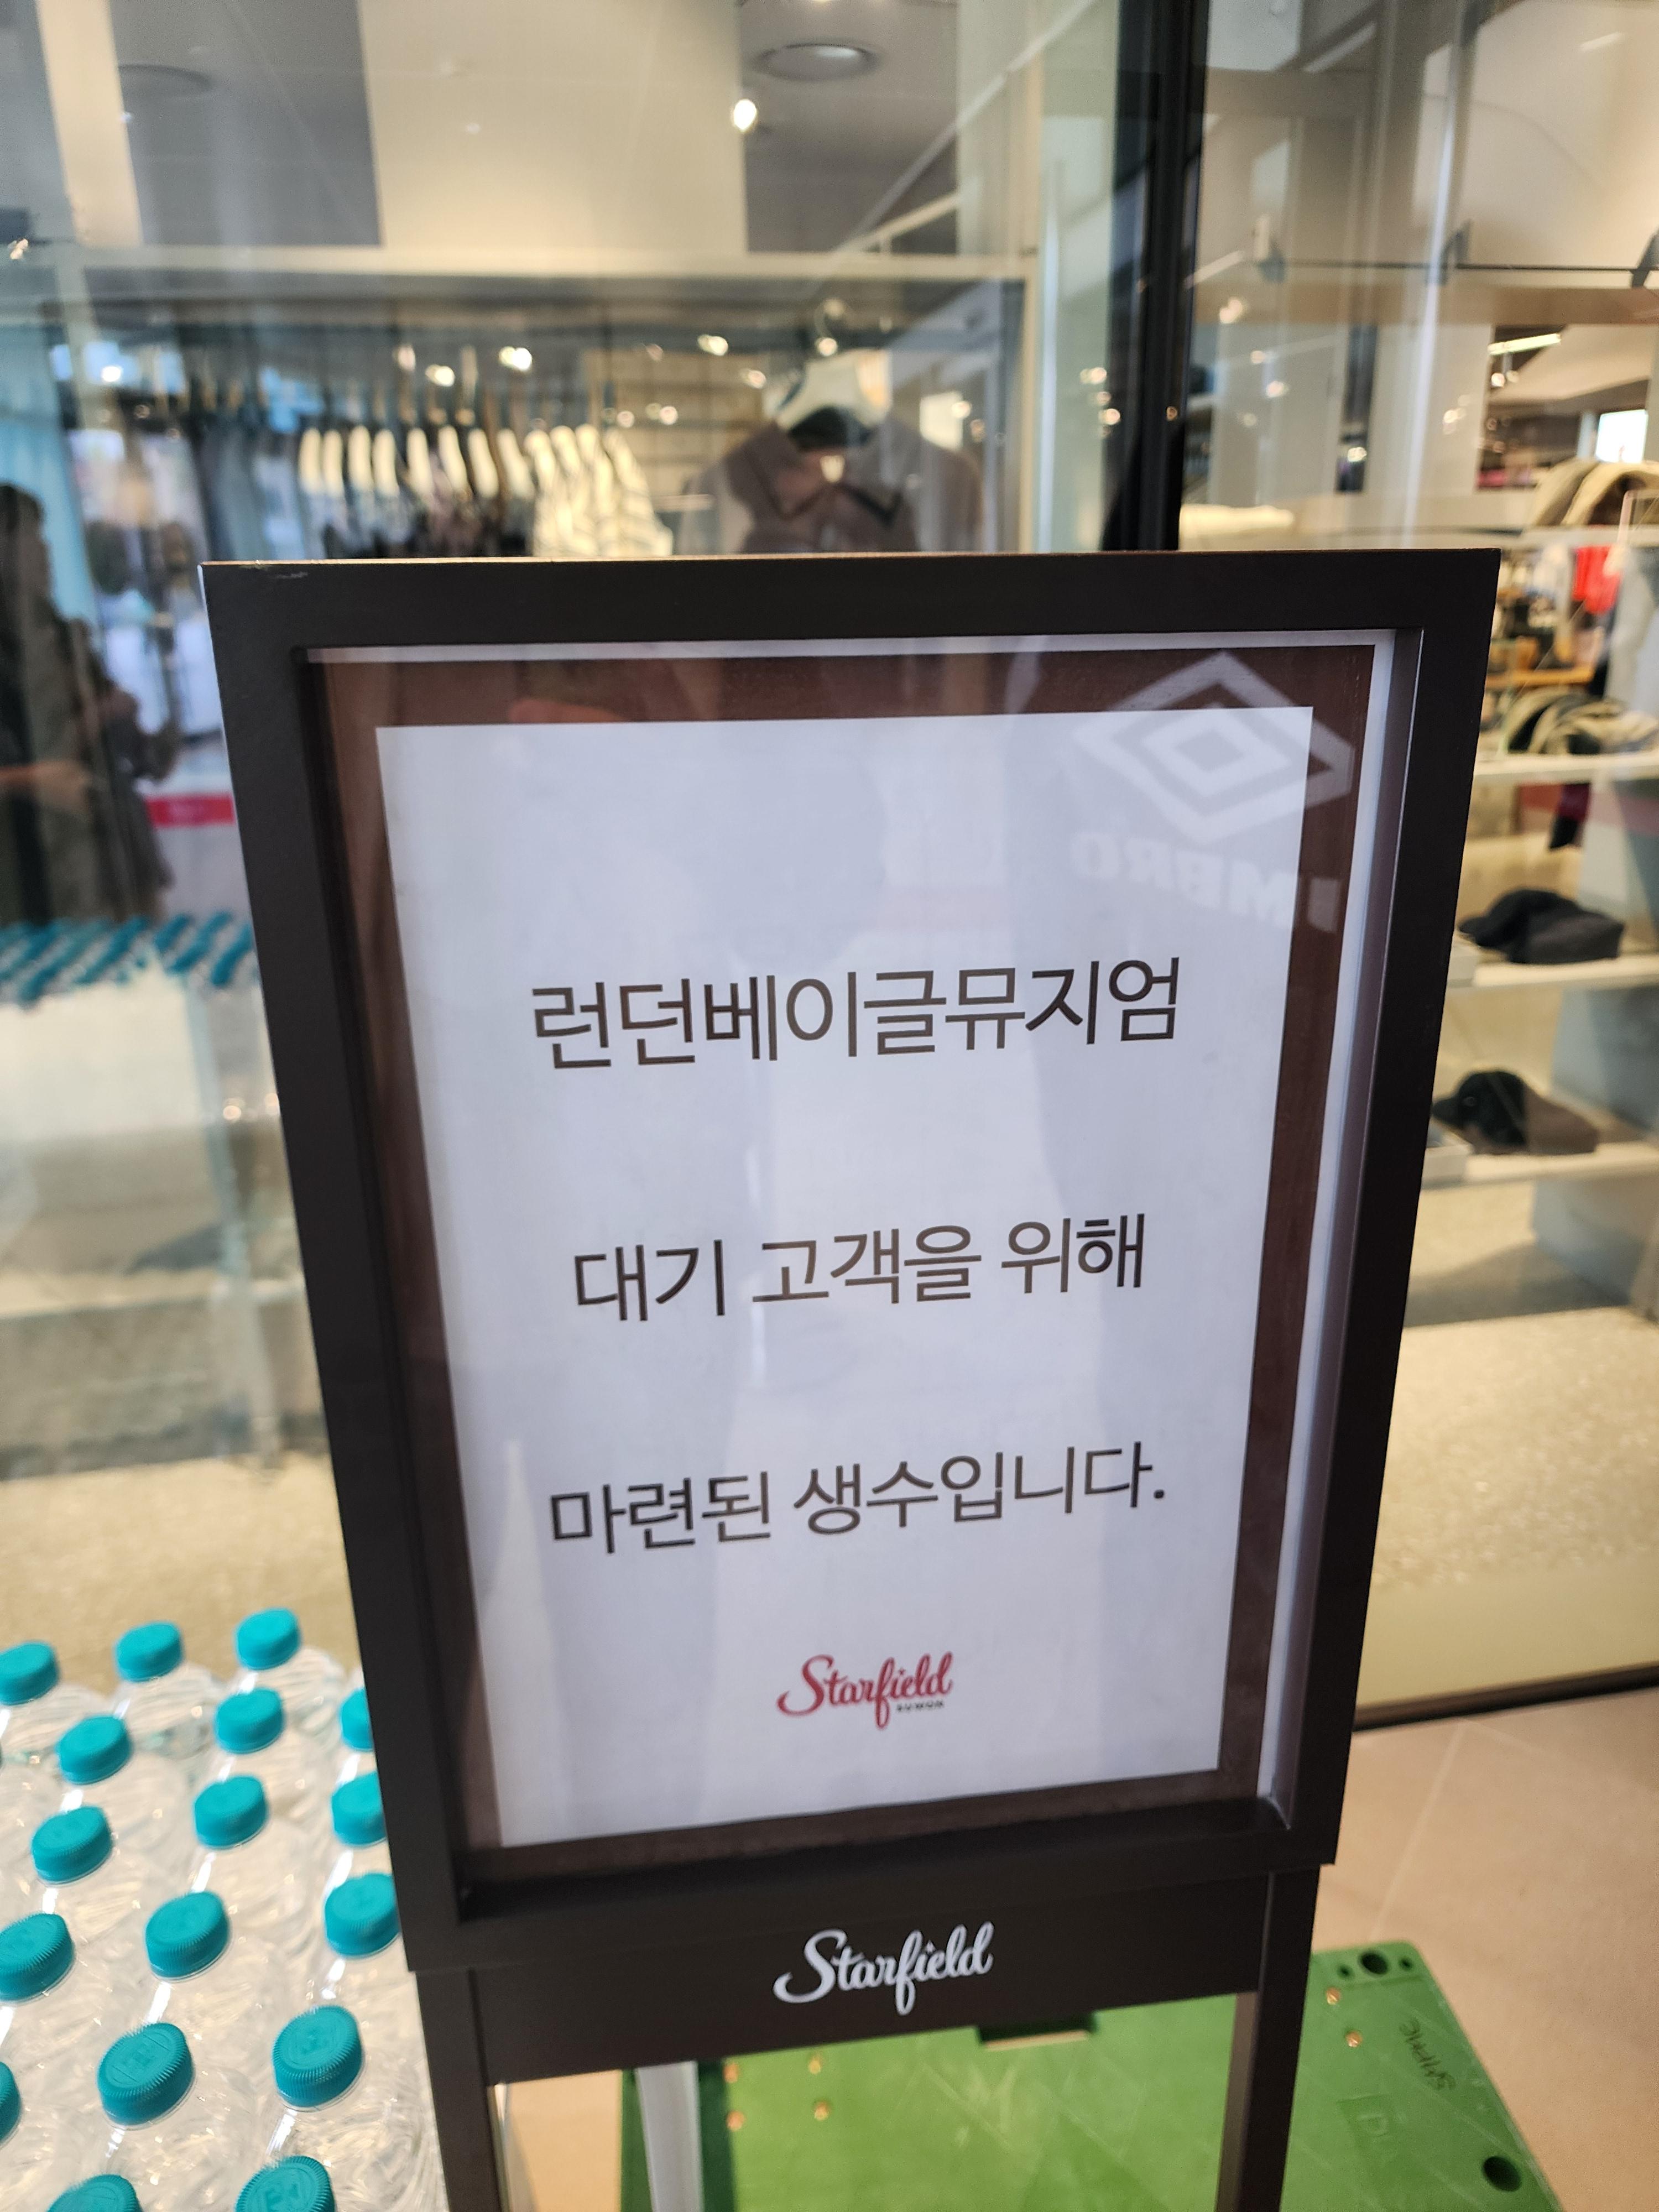 런던베이글뮤지엄
대기 고객을 위해
마련된 생수입니다.
Starfield
SUWON
Starfield